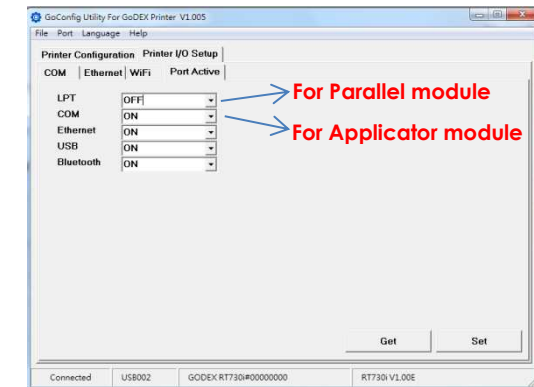 GoConfig Utility For GoDEX Printer V1.005
File Port Language Help
Printer Configuration Printer I/O Setup
COM Ethernet WiFi Port Active
LPT OFF
For Parallel module
COM ON
For Applicator module
Ethernet ON
USB ON
Bluetooth ON
Get Set
Connected USB002 GODEX RT730i#00000000 RT730i V1.00E